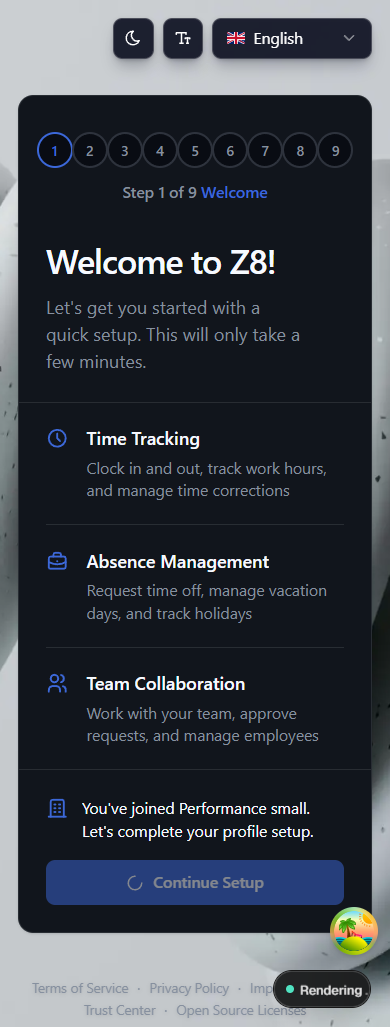 English
1 2 3 4 5 6 7 8 9
Step 1 of 9 Welcome
Welcome to Z8!
Let's get you started with a
quick setup. This will only take a
few minutes.
Time Tracking
Clock in and out, track work hours,
and manage time corrections
Absence Management
Request time off, manage vacation
days, and track holidays
Team Collaboration
Work with your team, approve
requests, and manage employees
You've joined Performance small.
Let's complete your profile setup.
Continue Setup
Terms of Service · Privacy Policy ·
Rendering
Trust Center · Open Source Licenses